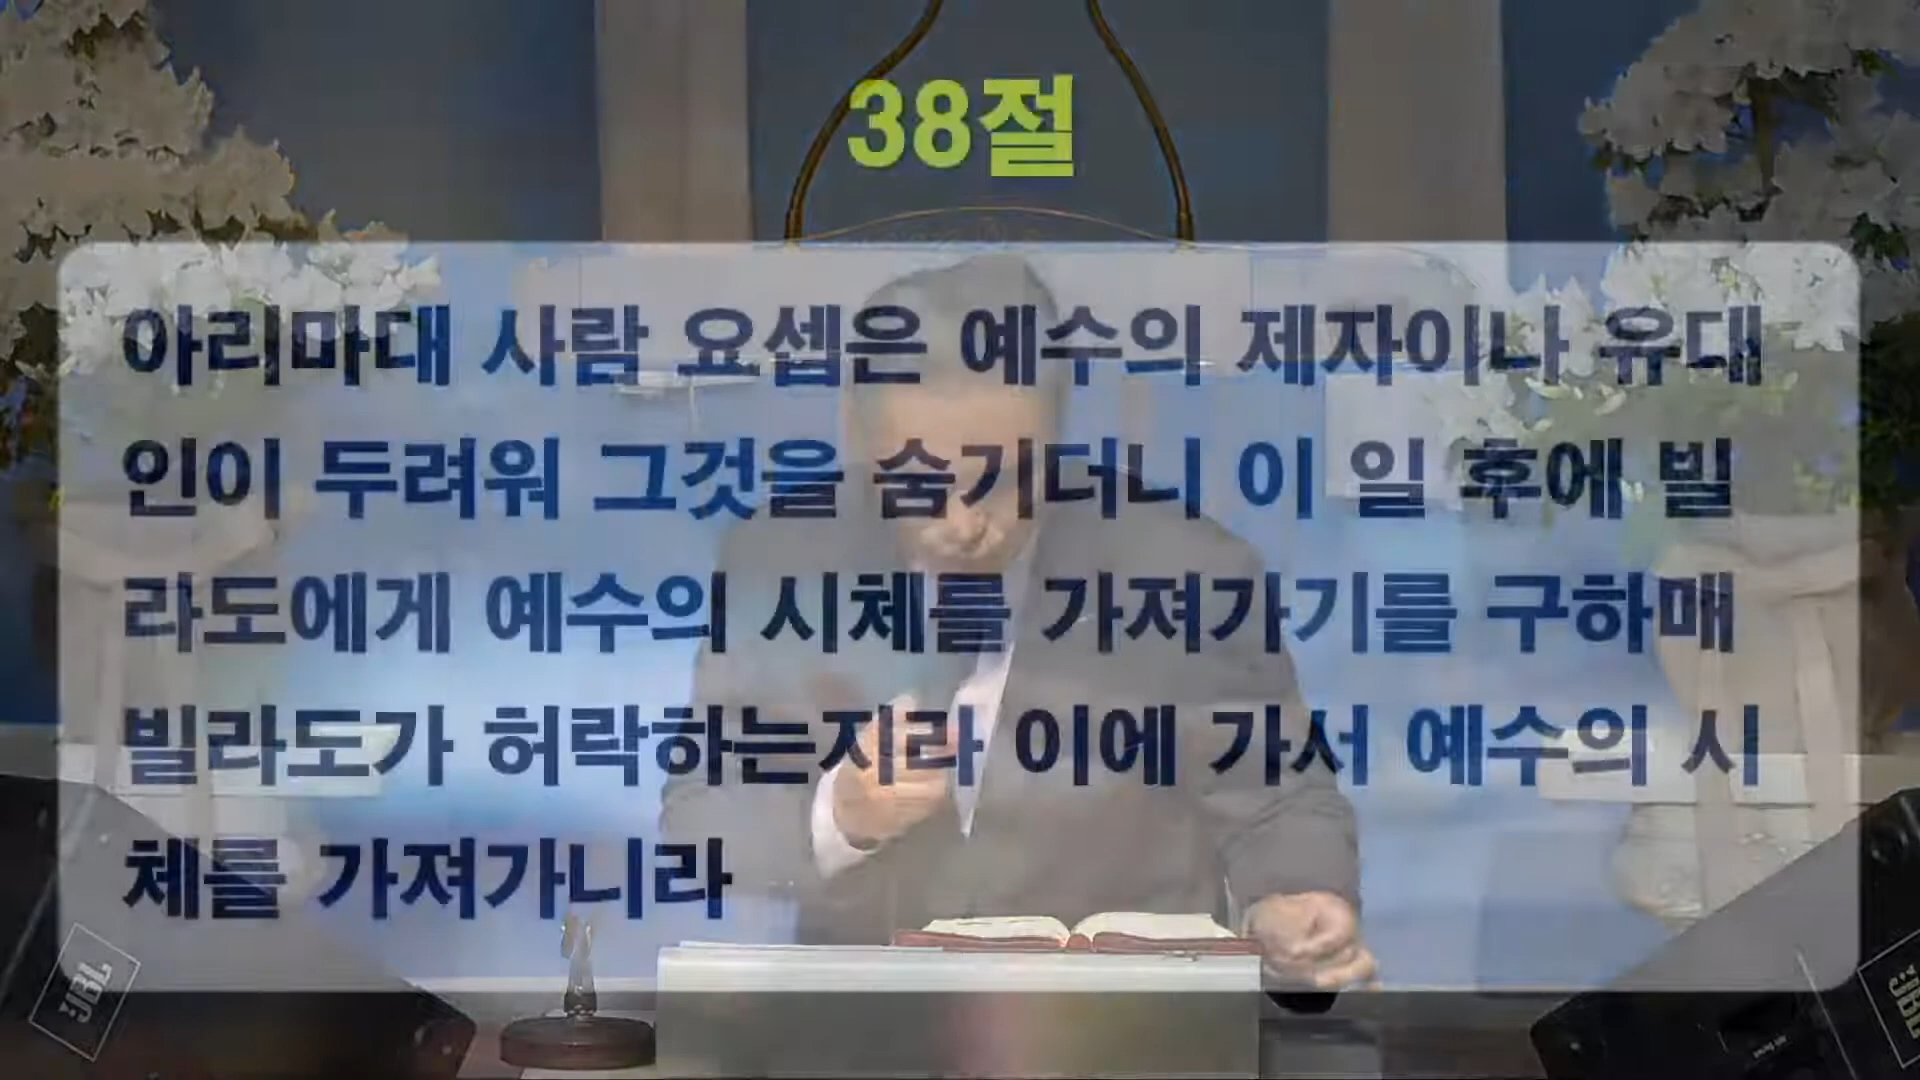 38절
아리마대 사람 요셉은 예수의 제자이나 유대
인이 두려워 그것을 숨기더니 이 일 후에 빌
라도에게 예수의 시체를 가져가기를 구하매
빌라도가 허락하는지라 이에 가서 예수의 시
체를 가져가니라
JBL
JBL